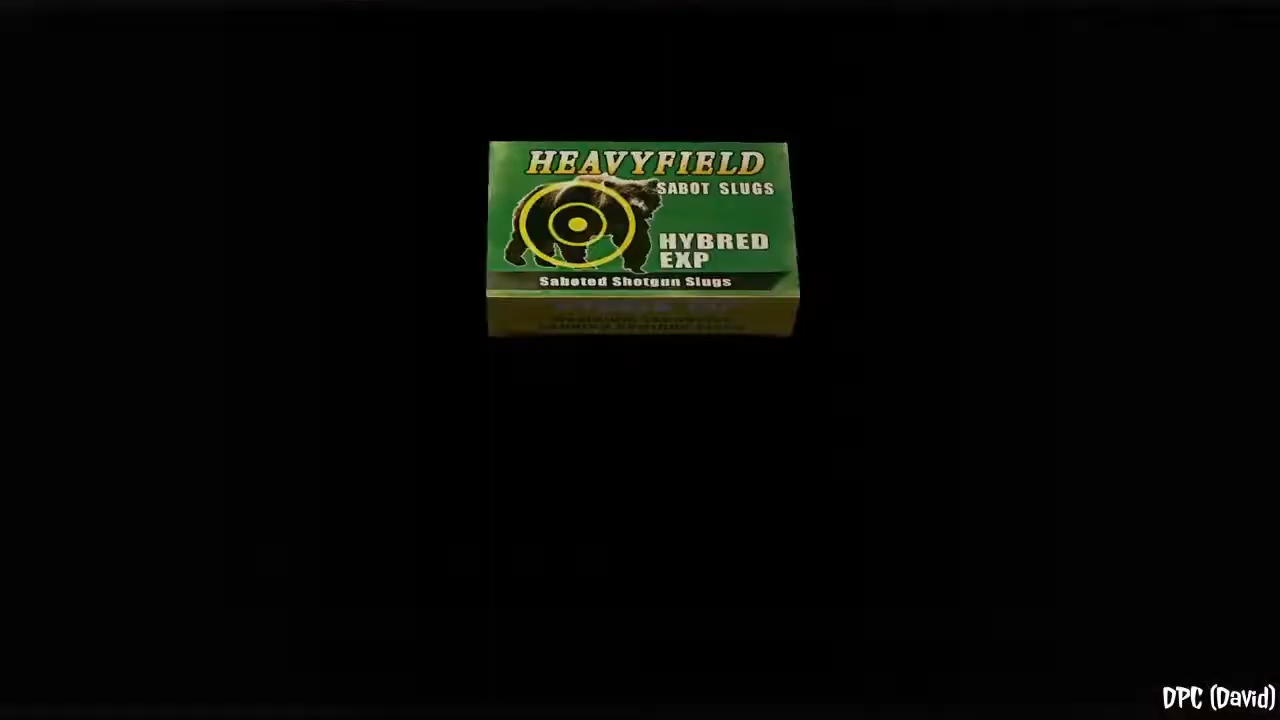 HEAVYFIELD
SABOT SLUGS
HYBRED
EXP
Saboted Shotgun Slugs
DPC (David)